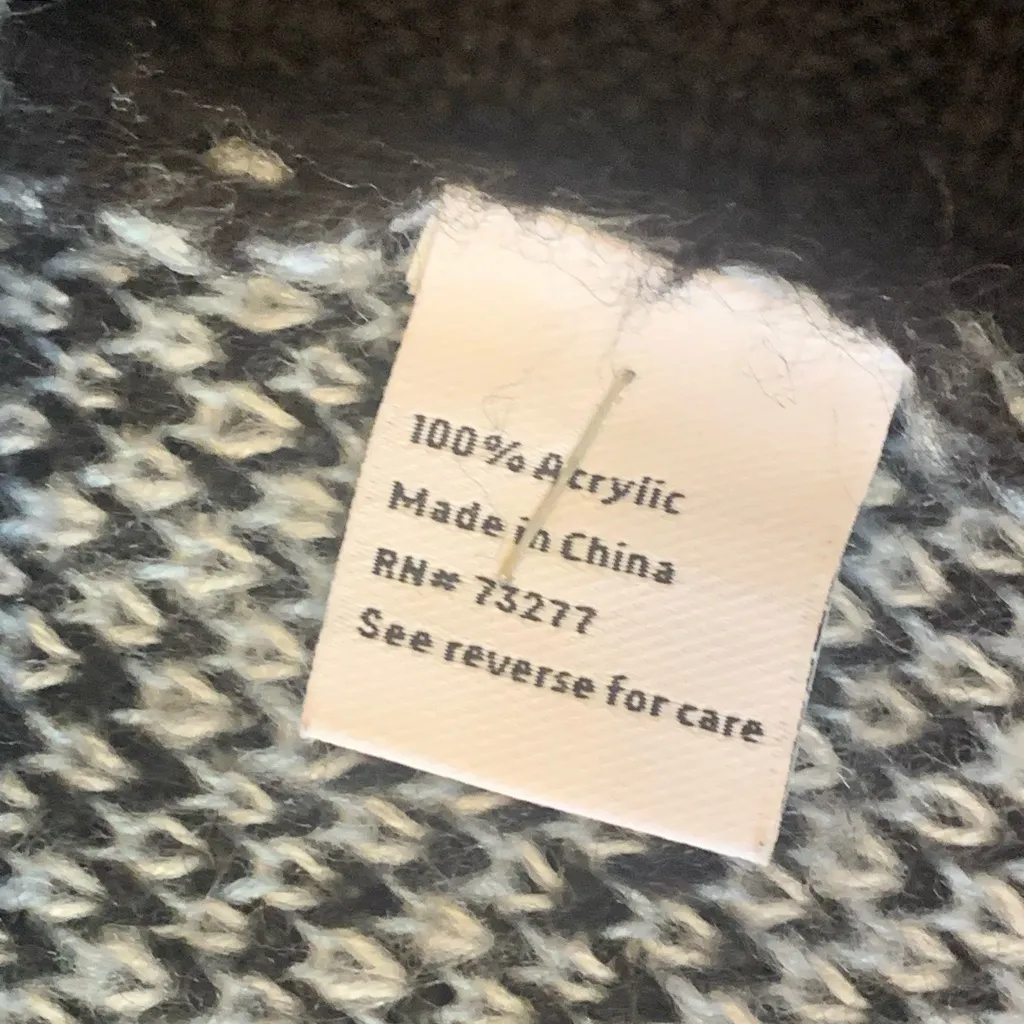 100% Acrylic
Made in China
RN# 73277
See reverse for care